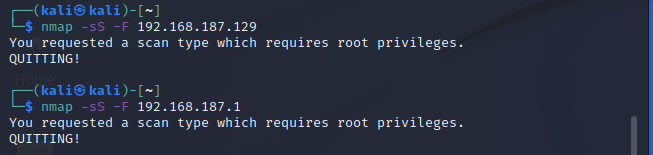 ┌──(kali㉿kali)-[~]
└─$ nmap -sS -F 192.168.187.129
You requested a scan type which requires root privileges.
QUITTING!
┌──(kali㉿kali)-[~]
└─$ nmap -sS -F 192.168.187.1
You requested a scan type which requires root privileges.
QUITTING!